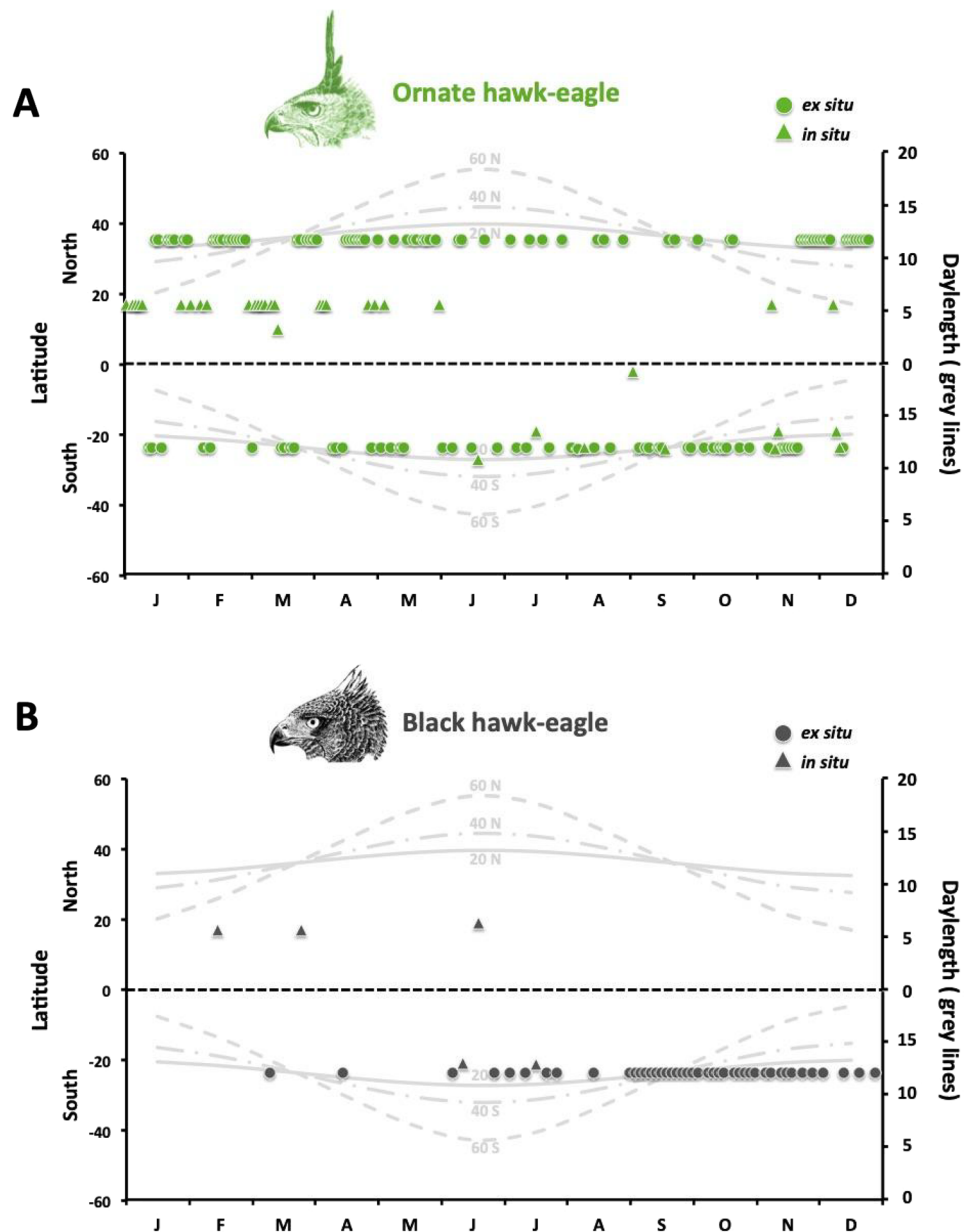 A
Ornate hawk-eagle
ex situ
in situ
60
40
20
0
-20
-40
-60
North
South
Latitude
60 N
40 N
20 N
40 S
60 S
20
15
10
5
0
15
10
5
0
Daylength ( grey lines)
J F M A M J J A S O N D
B
Black hawk-eagle
ex situ
in situ
60
40
20
0
-20
-40
-60
North
South
Latitude
60 N
40 N
20 N
20
40 S
60 S
20
15
10
5
0
15
10
5
0
Daylength ( grey lines)
J F M A M J J A S O N D